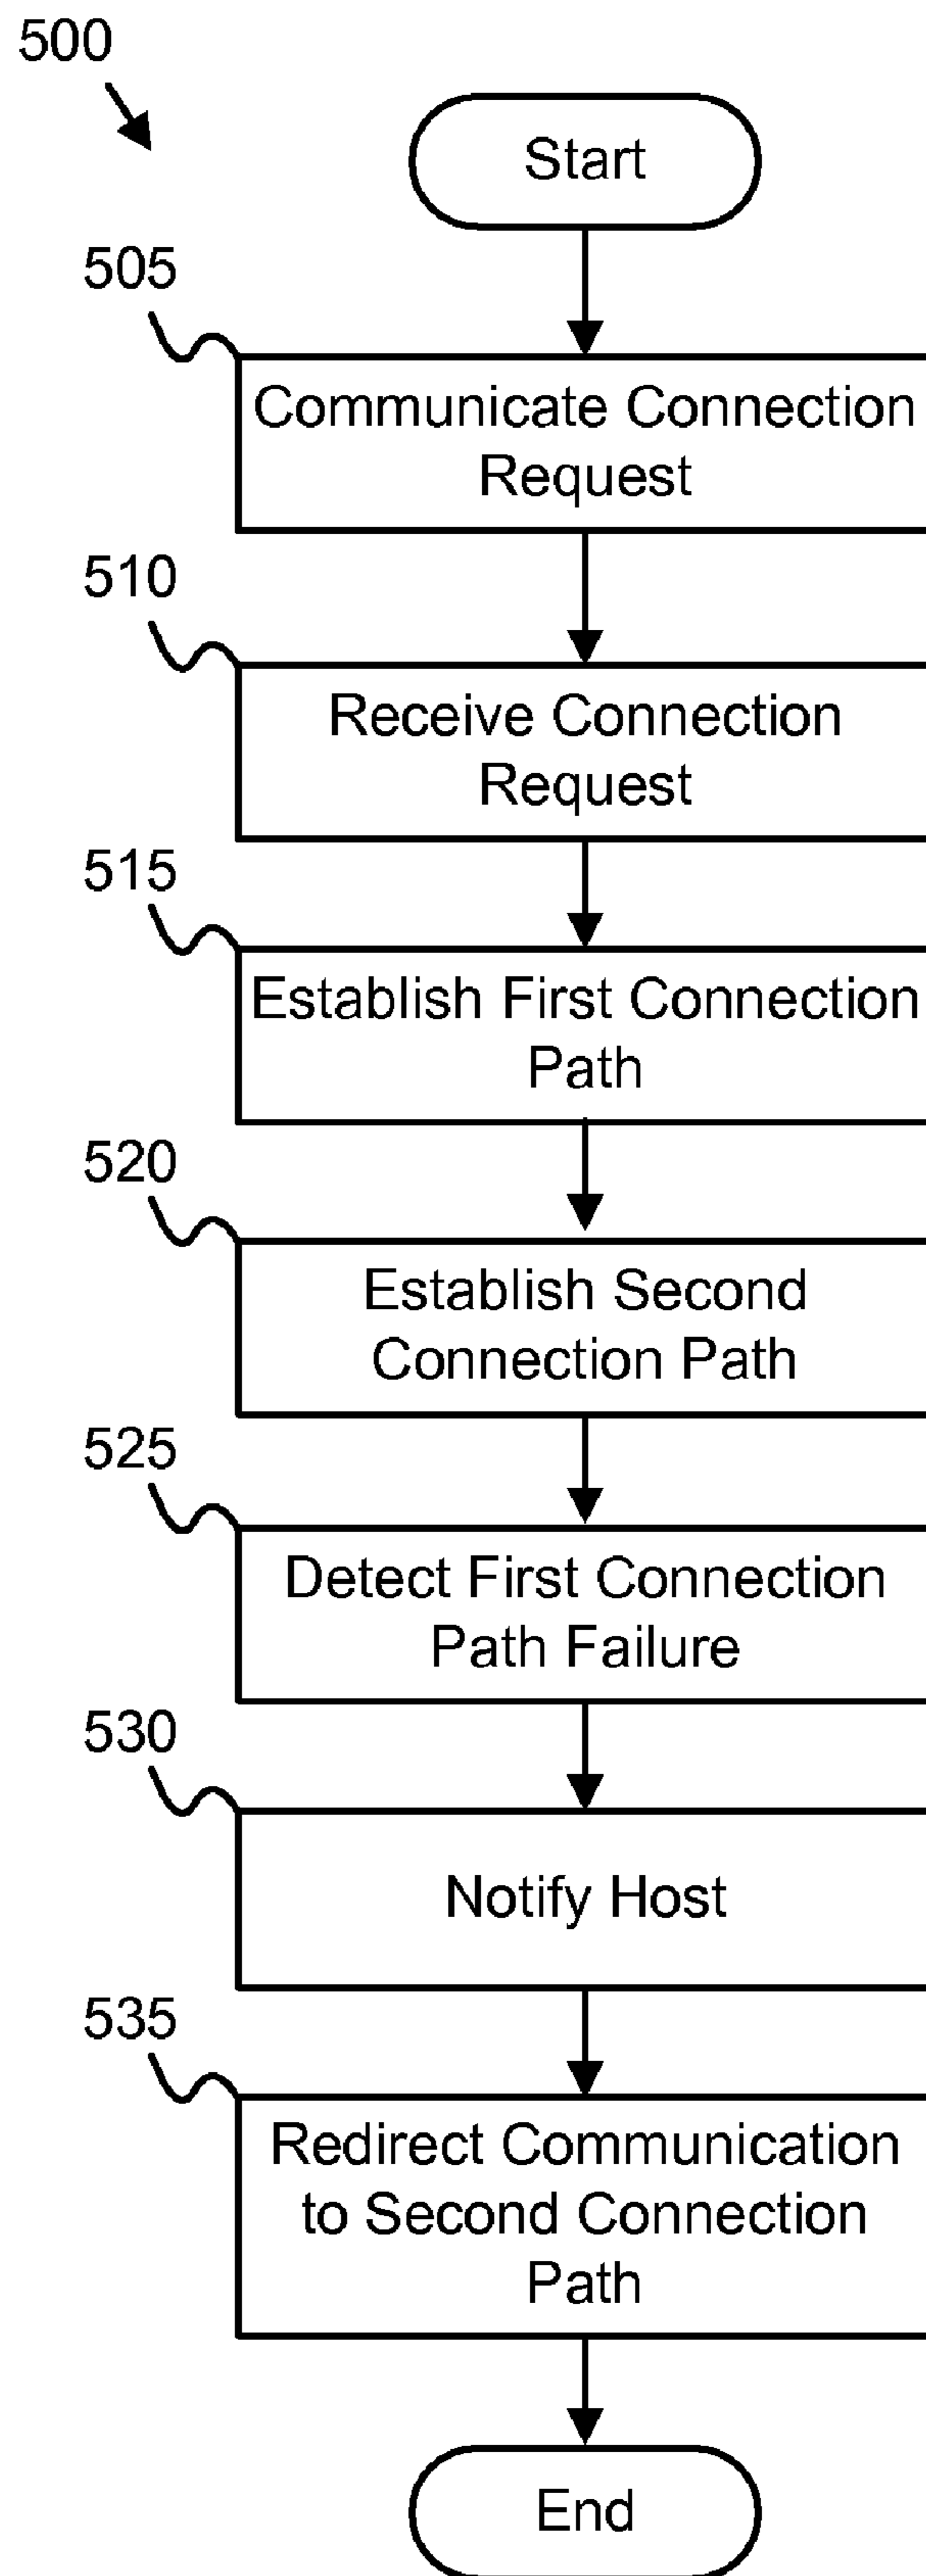 500
Start
505
Communicate Connection
Request
510
Receive Connection
Request
515
Establish First Connection
Path
520
Establish Second
Connection Path
525
Detect First Connection
Path Failure
530
Notify Host
535
Redirect Communication
to Second Connection
Path
End